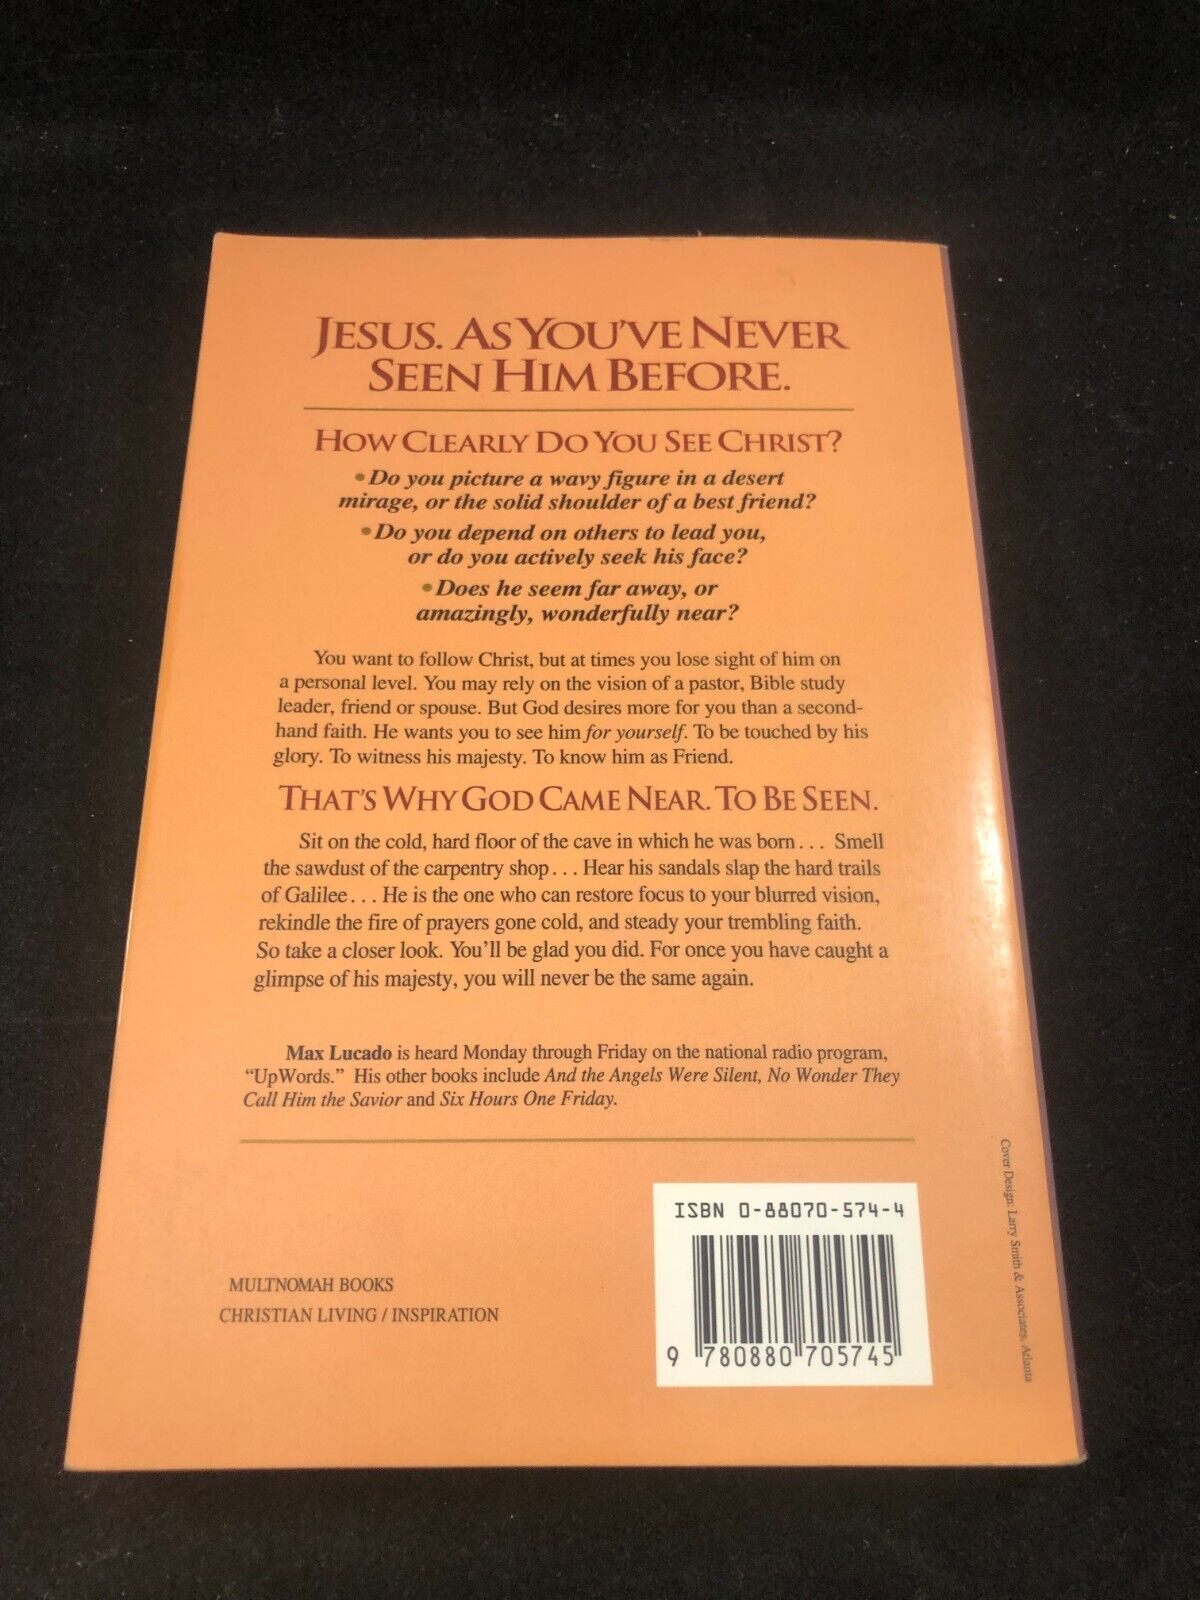 JESUS. AS YOU'VE NEVER
SEEN HIM BEFORE.
HOW CLEARLY DO YOU SEE CHRIST?
• Do you picture a wavy figure in a desert
mirage, or the solid shoulder of a best friend?
• Do you depend on others to lead you,
or do you actively seek his face?
• Does he seem far away, or
amazingly, wonderfully near?
You want to follow Christ, but at times you lose sight of him on
a personal level. You may rely on the vision of a pastor, Bible study
leader, friend or spouse. But God desires more for you than a second-
hand faith. He wants you to see him for yourself. To be touched by his
glory. To witness his majesty. To know him as Friend.
THAT'S WHY GOD CAME NEAR. TO BE SEEN.
Sit on the cold, hard floor of the cave in which he was born... Smell
the sawdust of the carpentry shop... Hear his sandals slap the hard trails
of Galilee... He is the one who can restore focus to your blurred vision,
rekindle the fire of prayers gone cold, and steady your trembling faith.
So take a closer look. You'll be glad you did. For once you have caught a
glimpse of his majesty, you will never be the same again.
Max Lucado is heard Monday through Friday on the national radio program,
"UpWords." His other books include And the Angels Were Silent, No Wonder They
Call Him the Savior and Six Hours One Friday.
MULTNOMAH BOOKS
CHRISTIAN LIVING / INSPIRATION
ISBN 0-88070-574-4
9 780880 705745
Cover Design: Larry Smith & Associates, Atlanta